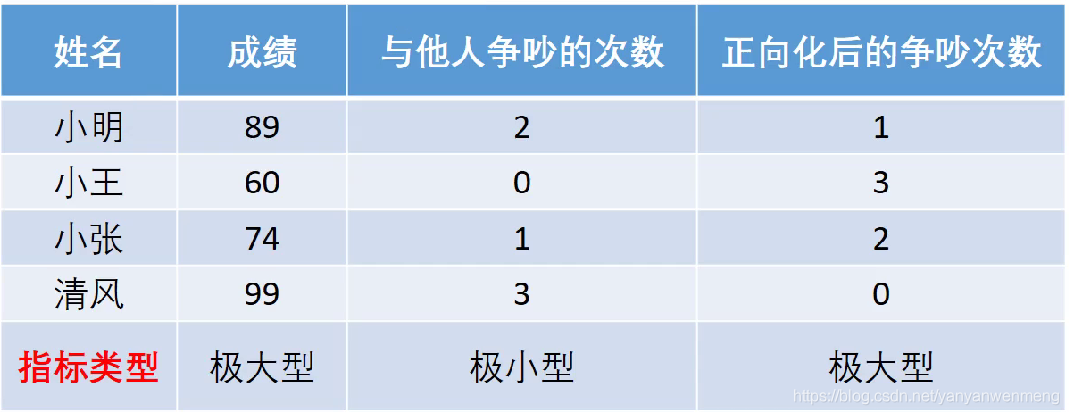 姓名 成绩 与他人争吵的次数 正向化后的争吵次数
小明 89 2 1
小王 60 0 3
小张 74 1 2
清风 99 3 0
指标类型 极大型 极小型 极大型
https://blog.csdn.net/yanyanwenmeng